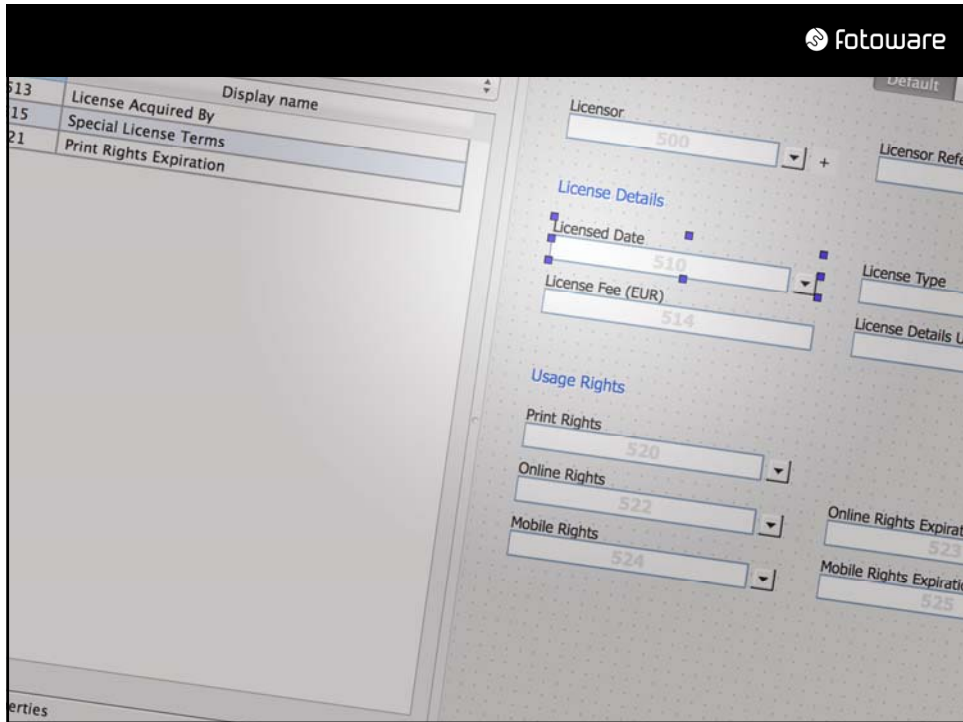 fotoware
Default
513
Display name
License Acquired By
15
Special License Terms
21
Print Rights Expiration
Licensor
500
+
Licensor Refe
License Details
Licensed Date
510
License Type
License Fee (EUR)
514
License Details U
Usage Rights
Print Rights
520
Online Rights
522
Online Rights Expirat
523
Mobile Rights
524
Mobile Rights Expiratio
525
erties